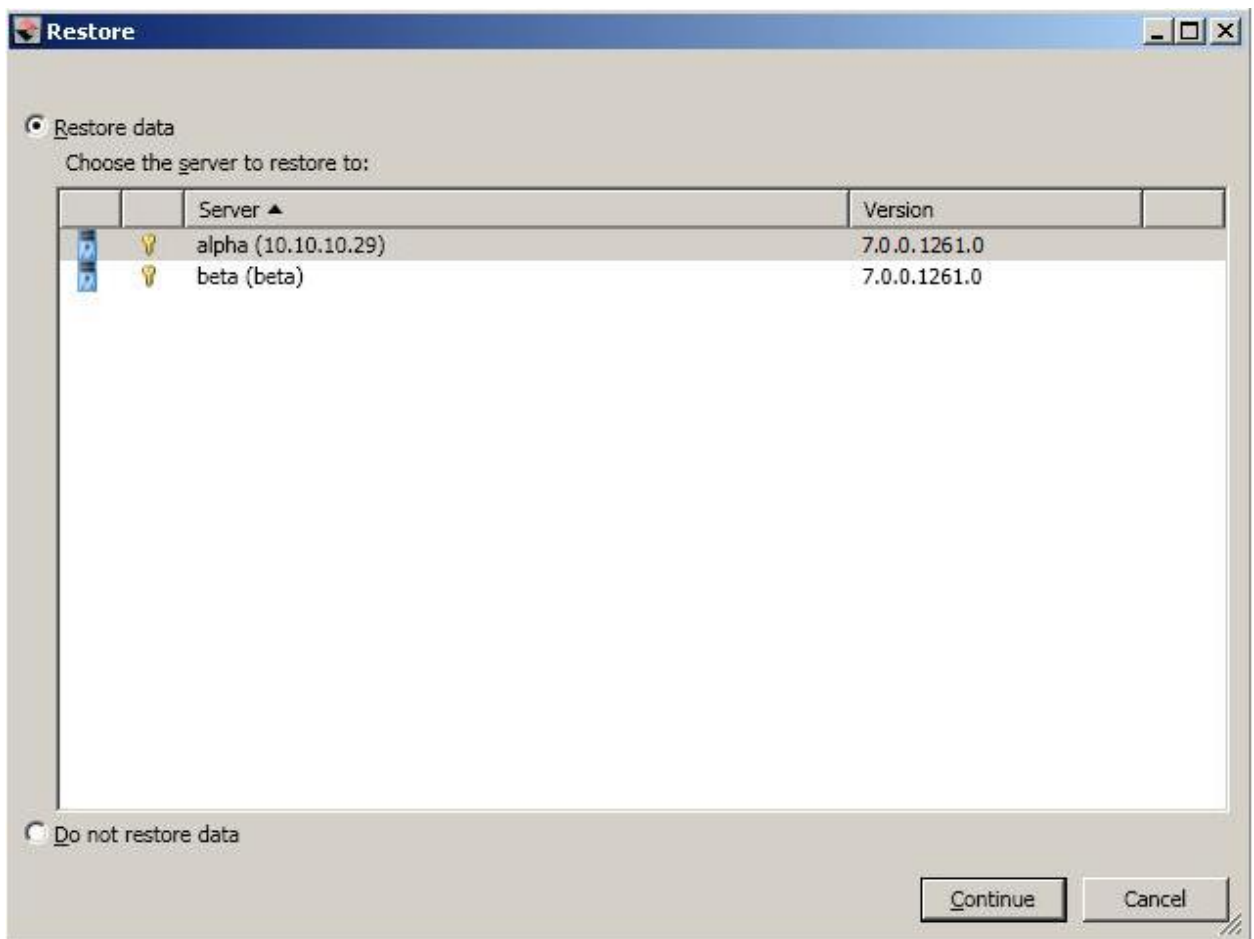 Restore
Restore data
Choose the server to restore to:
Server Version
alpha (10.10.10.29) 7.0.0.1261.0
beta (beta) 7.0.0.1261.0
Do not restore data
Continue Cancel